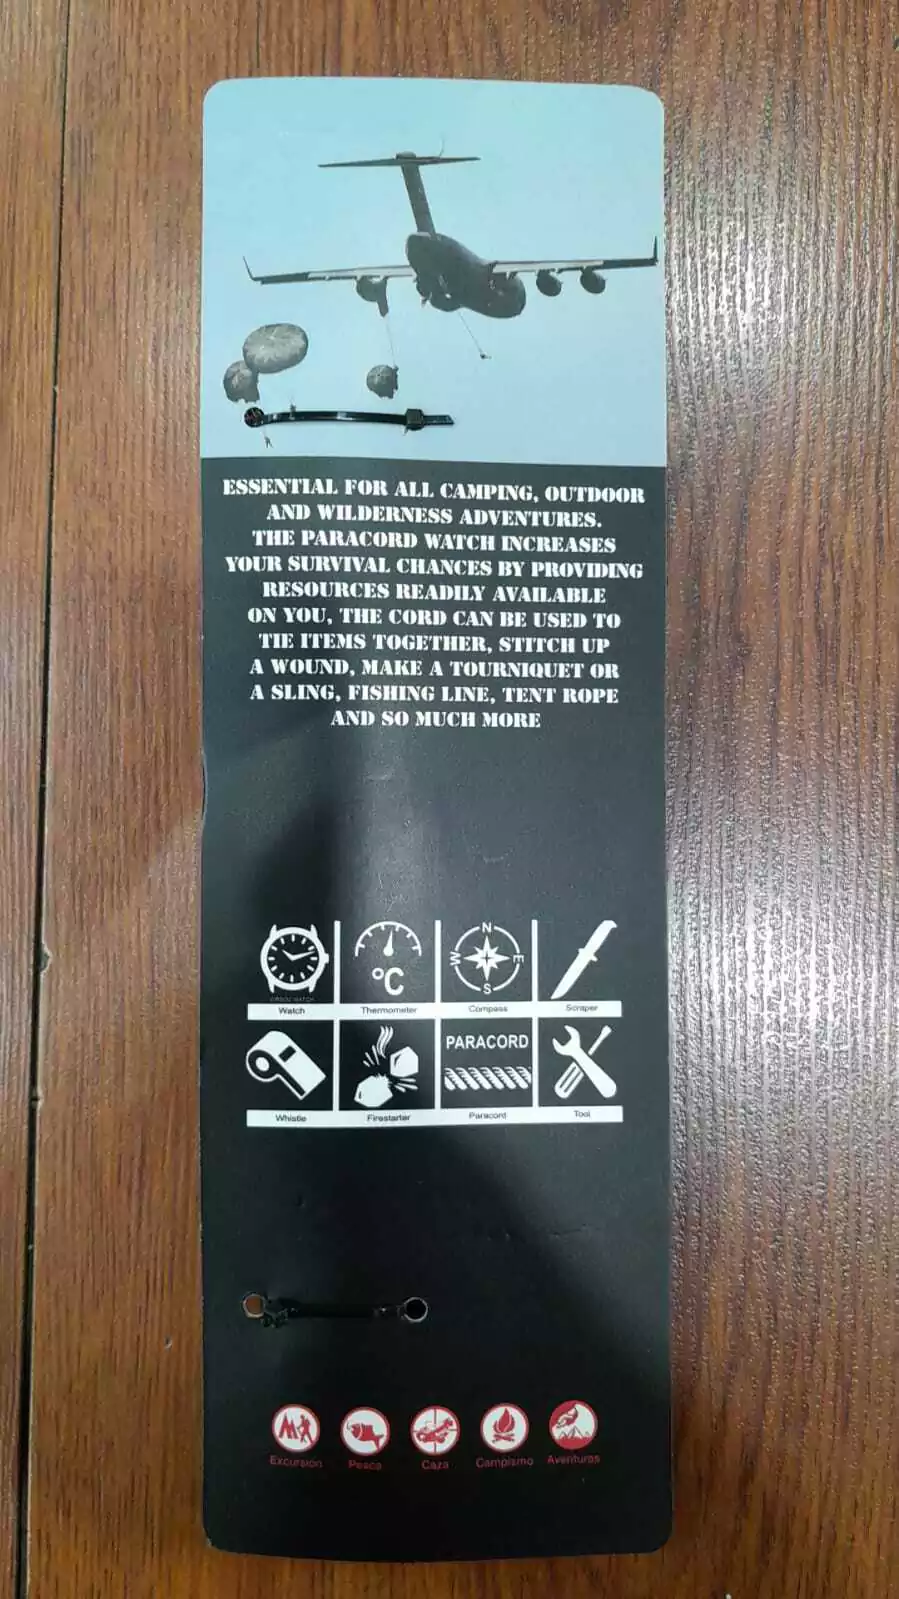 ESSENTIAL FOR ALL CAMPING, OUTDOOR
AND WILDERNESS ADVENTURES.
THE PARACORD WATCH INCREASES
YOUR SURVIVAL CHANCES BY PROVIDING
RESOURCES READILY AVAILABLE
ON YOU, THE CORD CAN BE USED TO
TIE ITEMS TOGETHER, STITCH UP
A WOUND, MAKE A TOURNIQUET OR
A SLING, FISHING LINE, TENT ROPE
AND SO MUCH MORE
°C
N
W E
S
WATCH
Watch Thermometer Compass Scraper
PARACORD
Whistle Firestarter Paracord Tool
Excursión Pesca Caza Campismo Aventuras